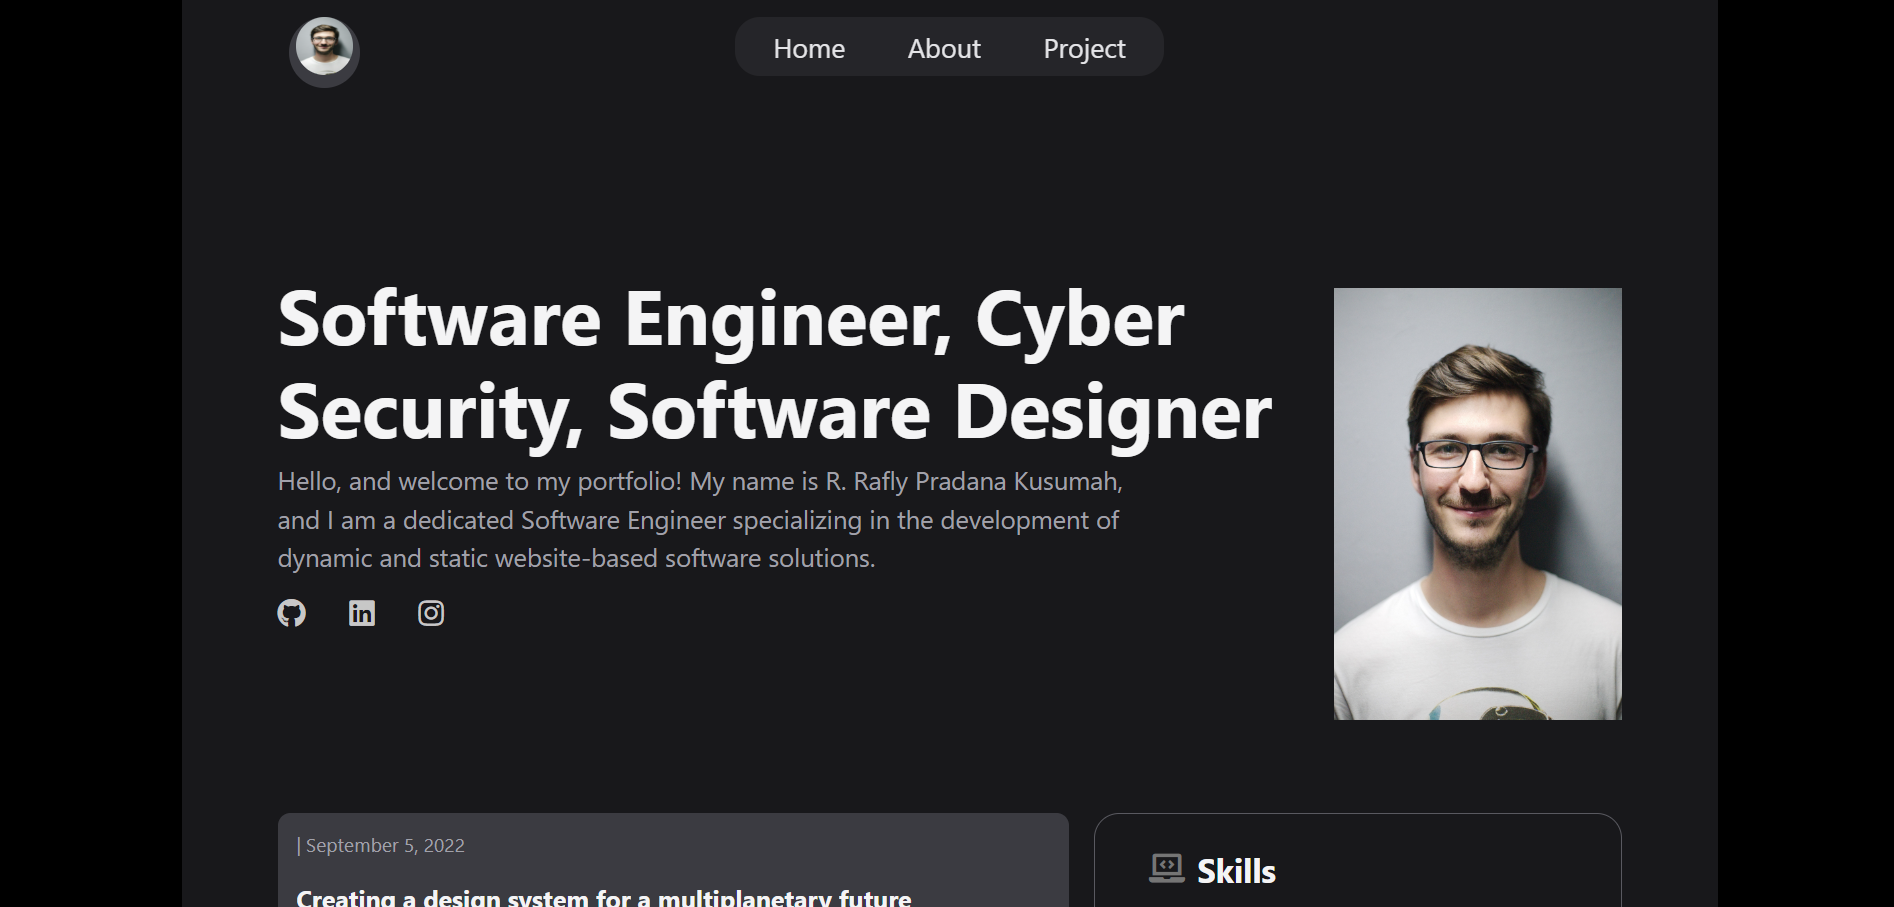 Home About Project
Software Engineer, Cyber
Security, Software Designer
Hello, and welcome to my portfolio! My name is R. Rafly Pradana Kusumah,
and I am a dedicated Software Engineer specializing in the development of
dynamic and static website-based software solutions.
in
| September 5, 2022
Creating a design system for a multiplanetary future
Skills